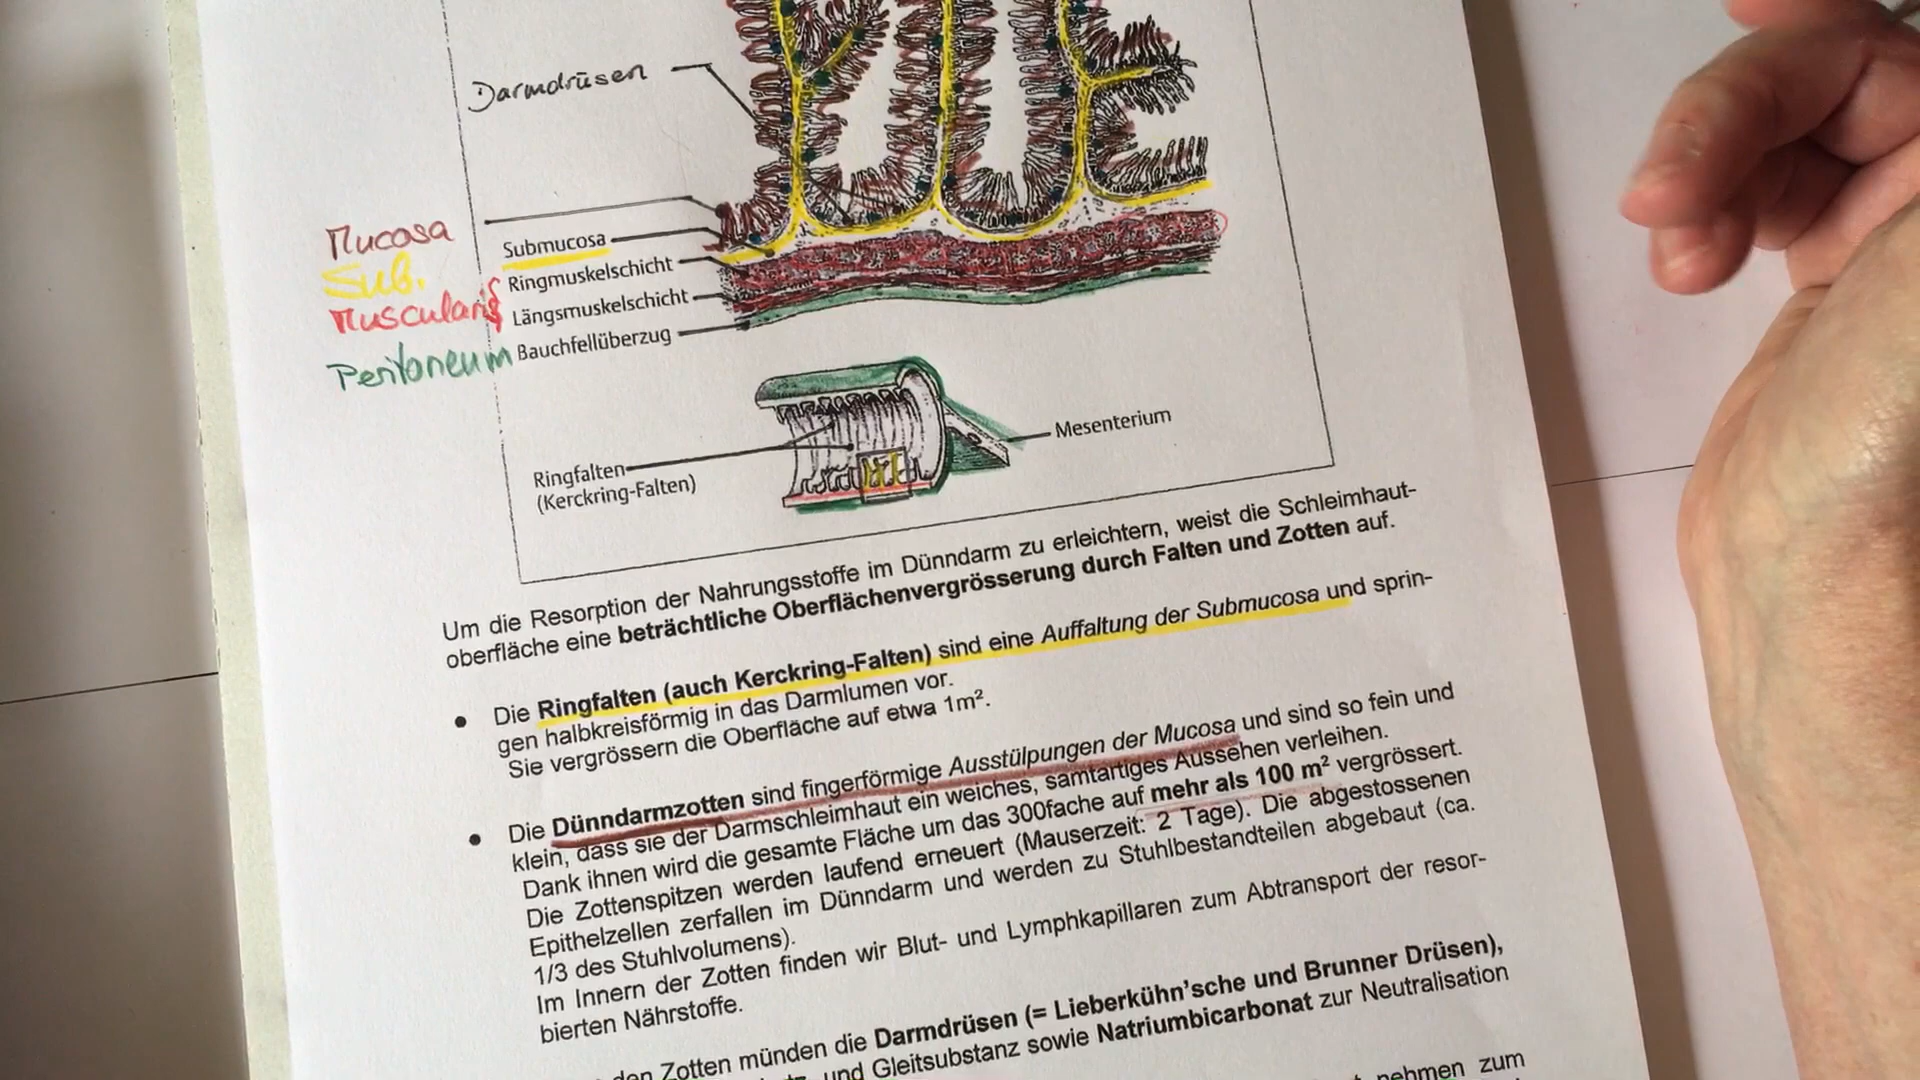 Darmdrüsen
Mucosa
Submucosa
Sub.
Ringmuskelschicht
Muscularis
Längsmuskelschicht
Peritoneum
Bauchfellüberzug
Mesenterium
Ringfalten
(Kerckring-Falten)
Um die Resorption der Nahrungsstoffe im Dünndarm zu erleichtern, weist die Schleimhaut-
oberfläche eine beträchtliche Oberflächenvergrösserung durch Falten und Zotten auf.
• Die Ringfalten (auch Kerckring-Falten) sind eine Auffaltung der Submucosa und sprin-
gen halbkreisförmig in das Darmlumen vor.
Sie vergrössern die Oberfläche auf etwa 1m².
• Die Dünndarmzotten sind fingerförmige Ausstülpungen der Mucosa und sind so fein und
klein, dass sie der Darmschleimhaut ein weiches, samtartiges Aussehen verleihen.
Dank ihnen wird die gesamte Fläche um das 300fache auf mehr als 100 m² vergrössert.
Die Zottenspitzen werden laufend erneuert (Mauserzeit: 2 Tage). Die abgestossenen
Epithelzellen zerfallen im Dünndarm und werden zu Stuhlbestandteilen abgebaut (ca.
1/3 des Stuhlvolumens).
Im Innern der Zotten finden wir Blut- und Lymphkapillaren zum Abtransport der resor-
bierten Nährstoffe.
den Zotten münden die Darmdrüsen (= Lieberkühn'sche und Brunner Drüsen),
und Gleitsubstanz sowie Natriumbicarbonat zur Neutralisation
nehmen zum